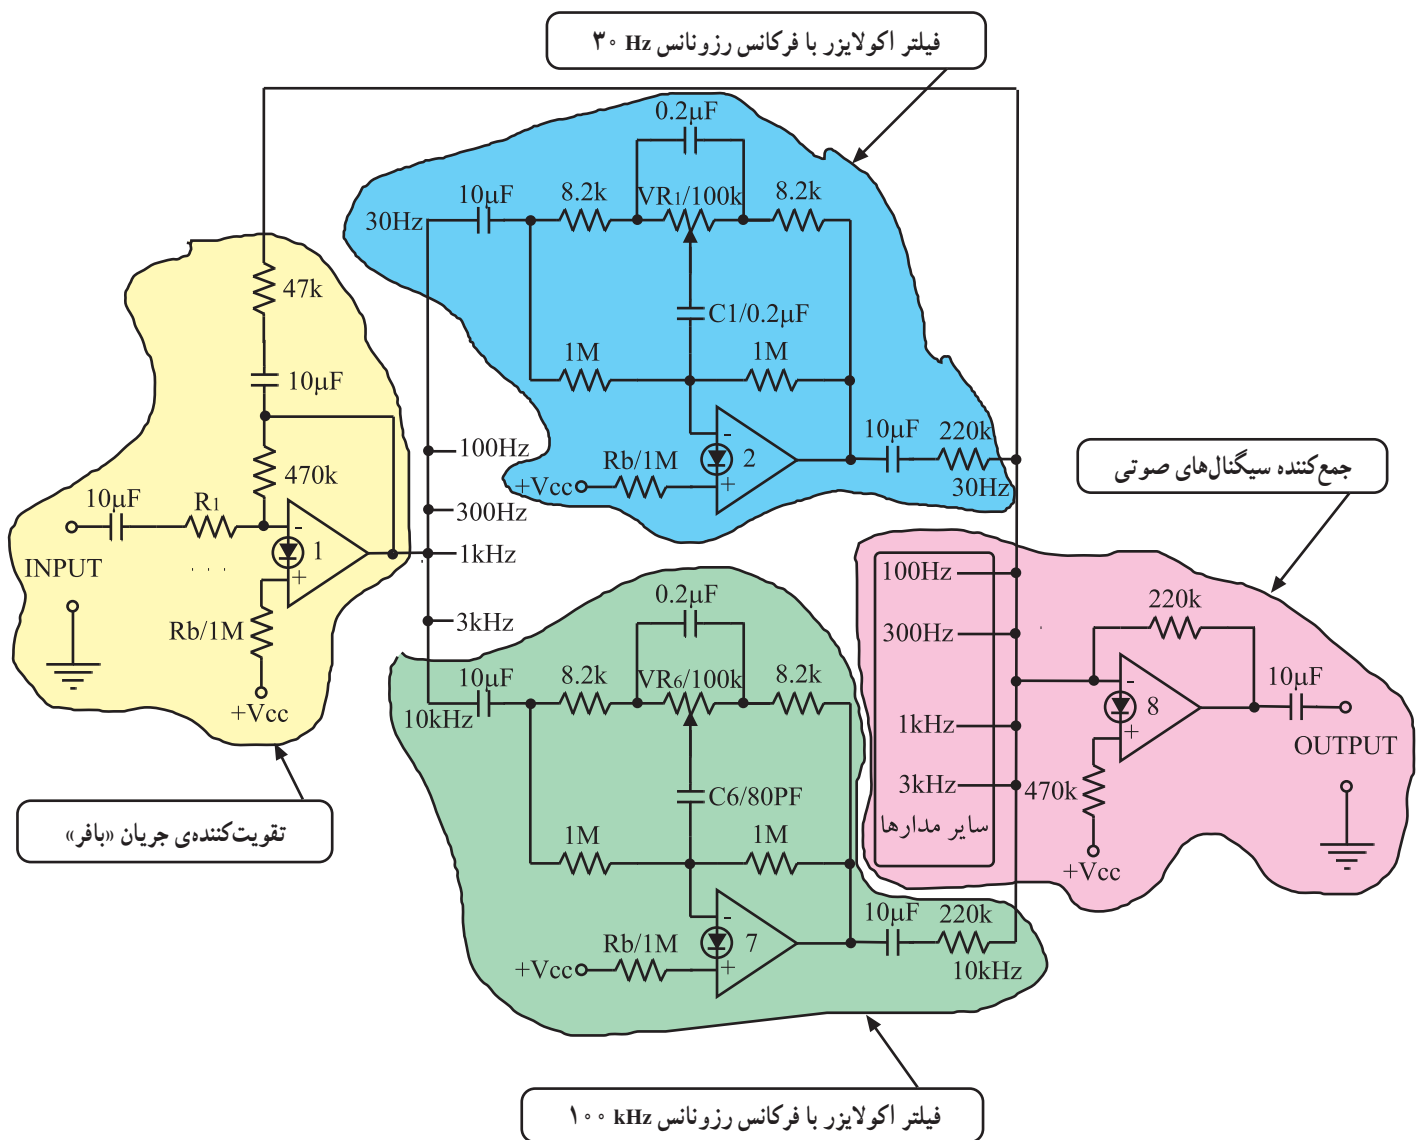 فیلتر اکولایزر با فرکانس رزونانس ۳۰ Hz
0.2µF
10µF
8.2k
VR1/100k
8.2k
30Hz
47k
C1/0.2µF
10µF
1M
1M
100Hz
10µF
220k
470k
Rb/1M
-
2
+
+Vcc
30Hz
جمع‌کننده سیگنال‌های صوتی
10µF
R1
300Hz
-
1
+
1kHz
INPUT
100Hz
0.2µF
220k
3kHz
300Hz
Rb/1M
10µF
8.2k
VR6/100k
8.2k
-
8
+
10µF
10kHz
+Vcc
1kHz
OUTPUT
3kHz
470k
C6/80PF
سایر مدارها
تقویت‌کننده‌ی جریان «بافر»
1M
1M
+Vcc
10µF
220k
-
7
+
Rb/1M
+Vcc
10kHz
فیلتر اکولایزر با فرکانس رزونانس ۱۰۰ kHz